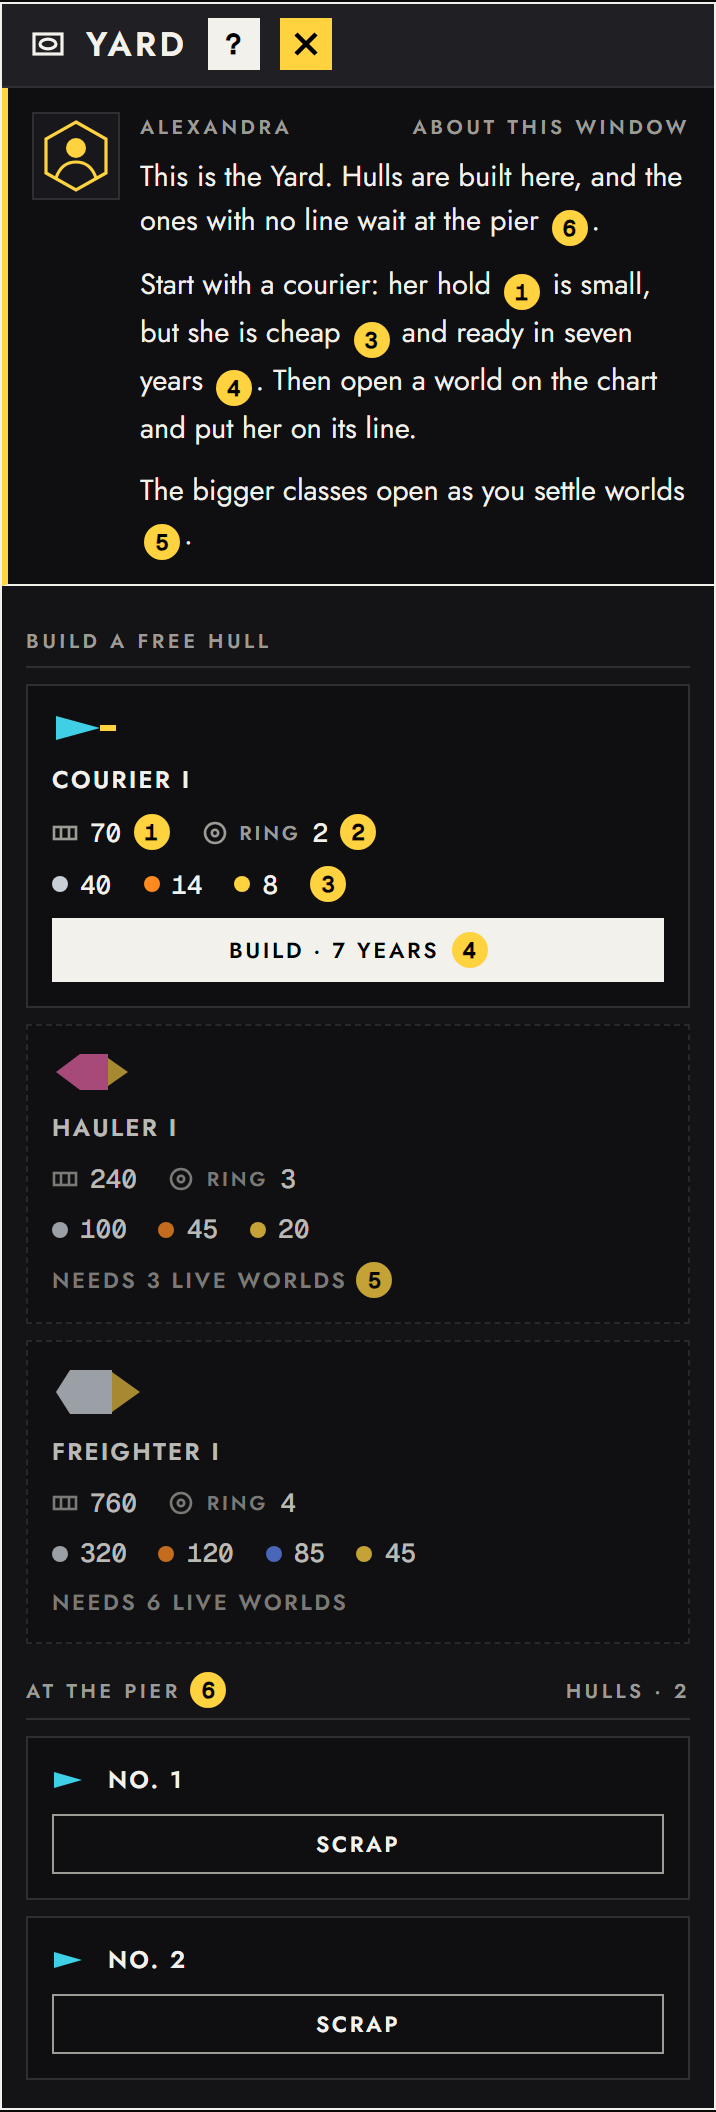 YARD ?
ALEXANDRA ABOUT THIS WINDOW
This is the Yard. Hulls are built here, and the
ones with no line wait at the pier 6.
Start with a courier: her hold 1 is small,
but she is cheap 3 and ready in seven
years 4. Then open a world on the chart
and put her on its line.
The bigger classes open as you settle worlds
5.
BUILD A FREE HULL
COURIER I
70 1 RING 2 2
40 14 8 3
BUILD · 7 YEARS 4
HAULER I
240 RING 3
100 45 20
NEEDS 3 LIVE WORLDS 5
FREIGHTER I
760 RING 4
320 120 85 45
NEEDS 6 LIVE WORLDS
AT THE PIER 6 HULLS · 2
NO. 1
SCRAP
NO. 2
SCRAP